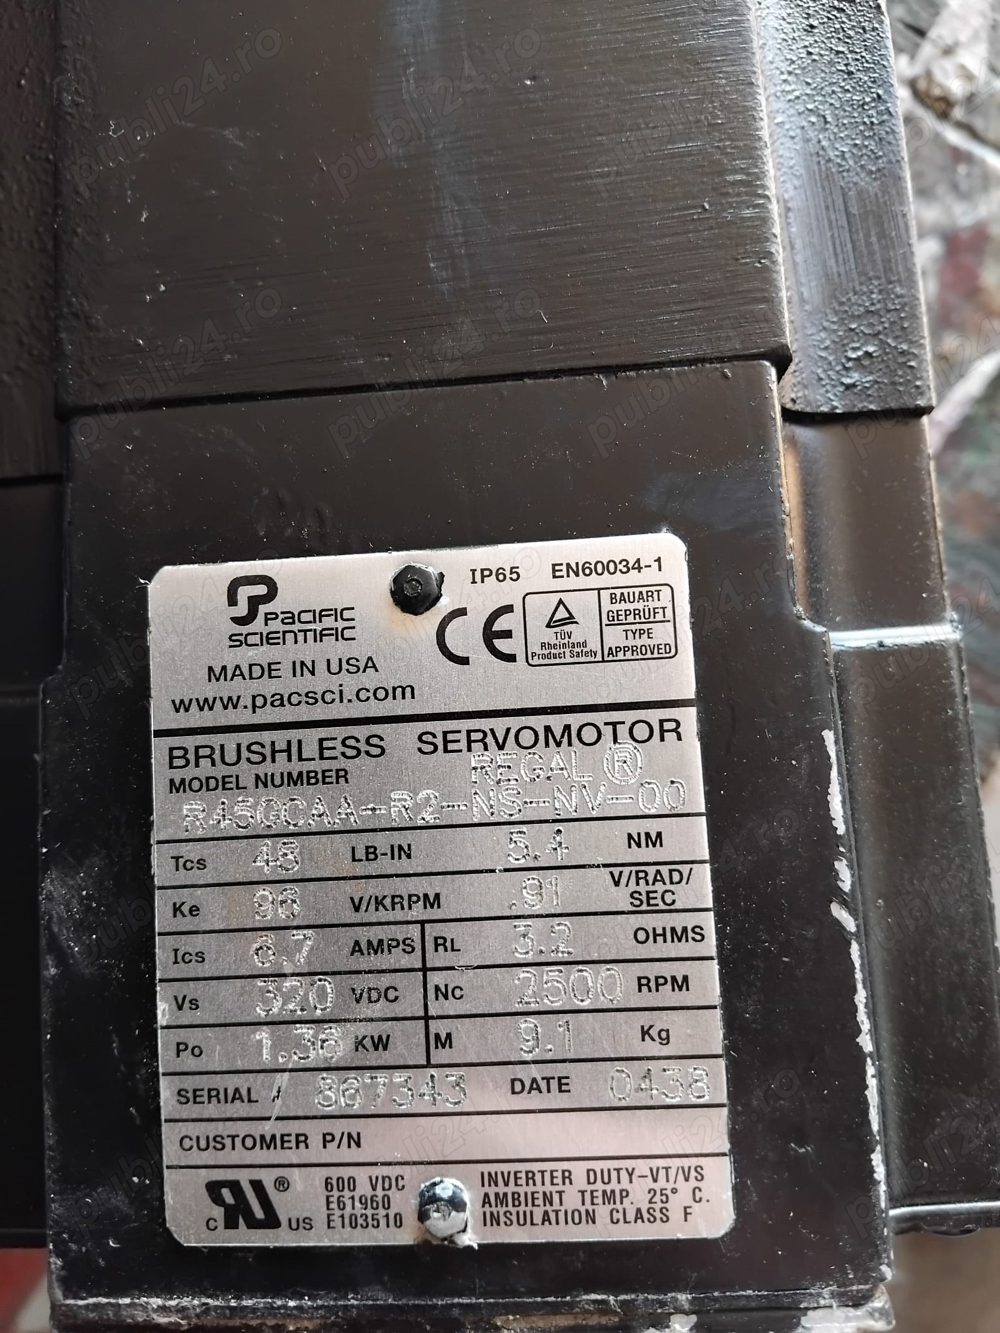 IP65 EN60034-1
PACIFIC
SCIENTIFIC
MADE IN USA
www.pacsci.com
CE
TÜV
Rheinland
Product Safety
BAUART
GEPRÜFT
TYPE
APPROVED
BRUSHLESS SERVOMOTOR
MODEL NUMBER REGAL ®
R45GCAA-R2-NS-NV-00
Tcs 48 LB-IN 5.4 NM
Ke 96 V/KRPM .91 V/RAD/SEC
Ics 6.7 AMPS RL 3.2 OHMS
Vs 320 VDC Nc 2500 RPM
Po 1.36 KW M 9.1 Kg
SERIAL # 867343 DATE 0438
CUSTOMER P/N
c RU ® US
600 VDC
E61960
E103510
INVERTER DUTY-VT/VS
AMBIENT TEMP. 25° C.
INSULATION CLASS F
publi24.ro